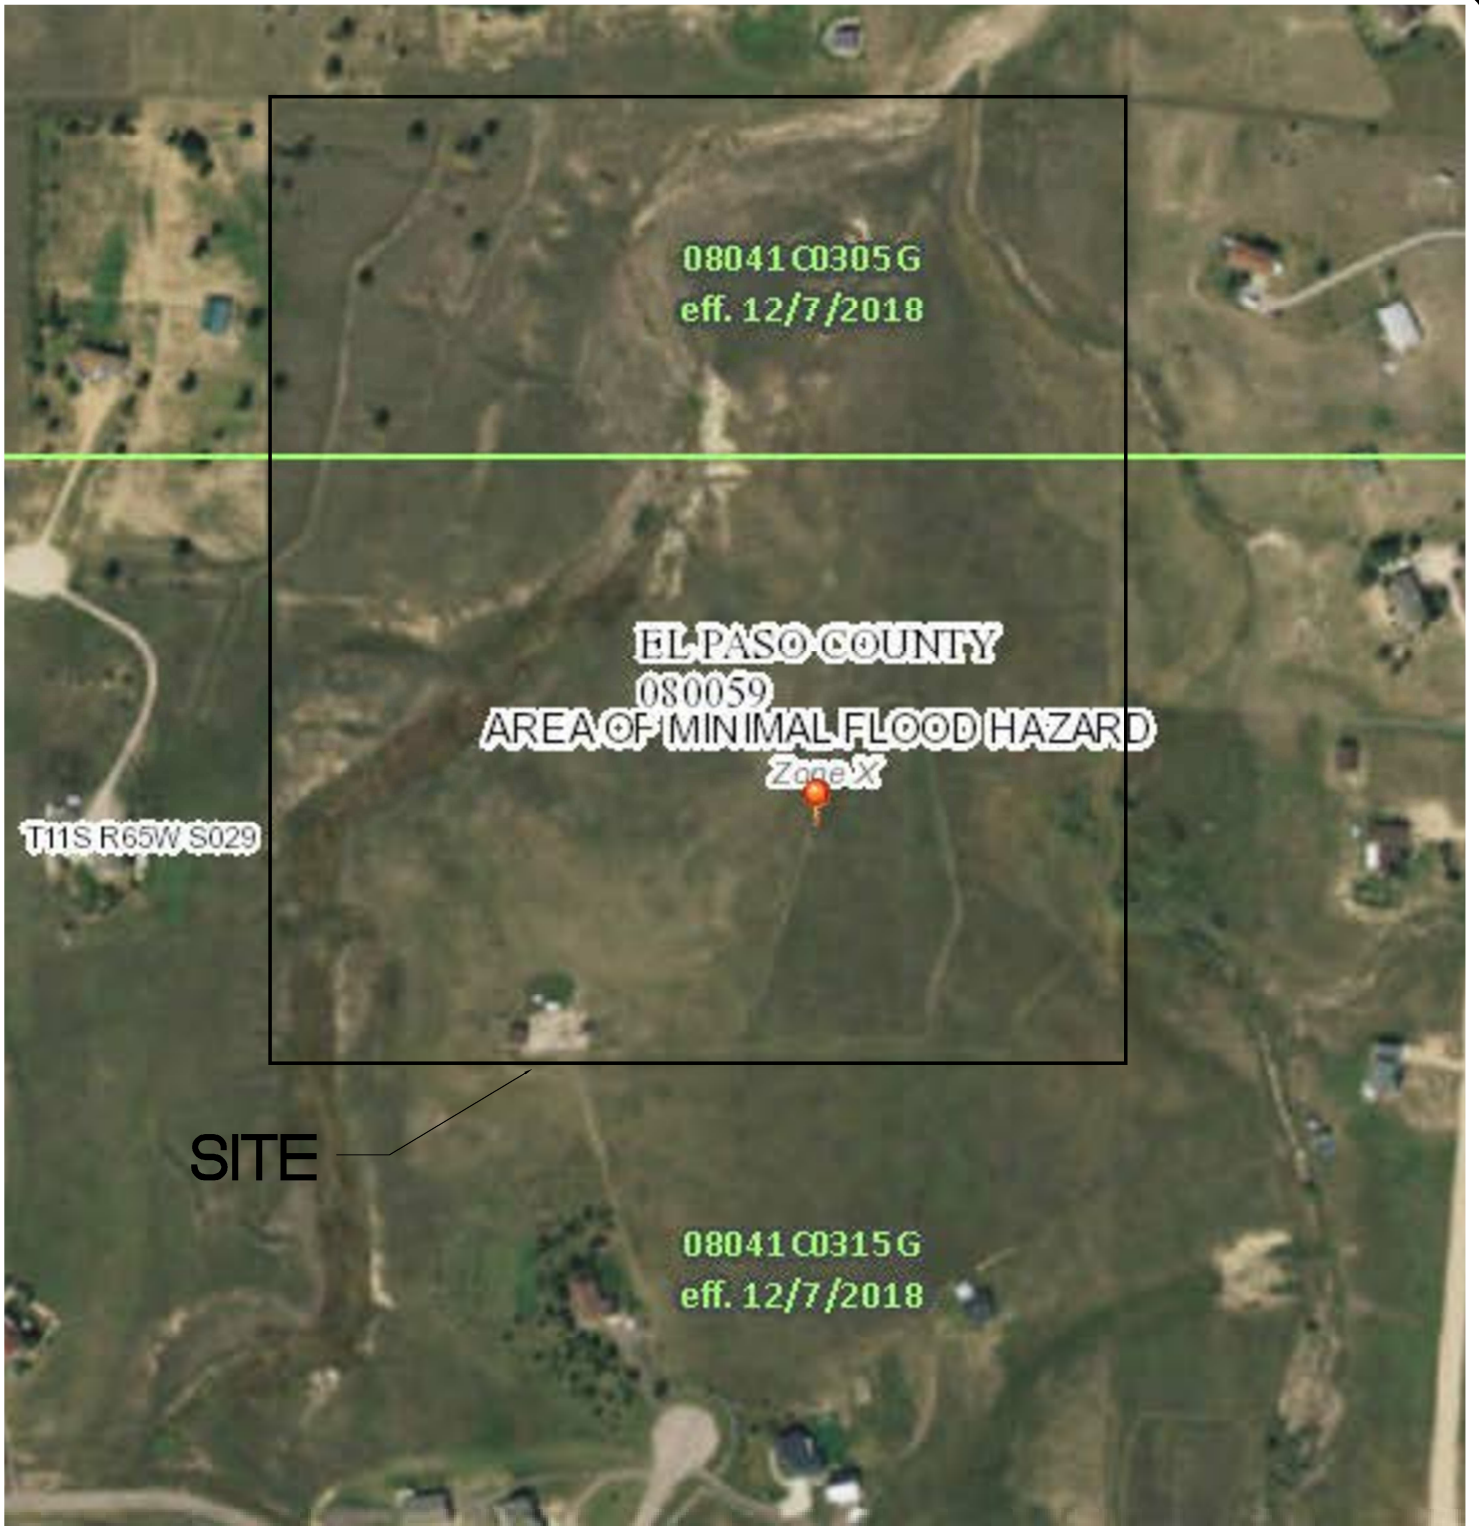 08041C0305G
eff. 12/7/2018
EL PASO COUNTY
080059
AREA OF MINIMAL FLOOD HAZARD
Zone X
T11S R65W S029
SITE
08041C0315G
eff. 12/7/2018